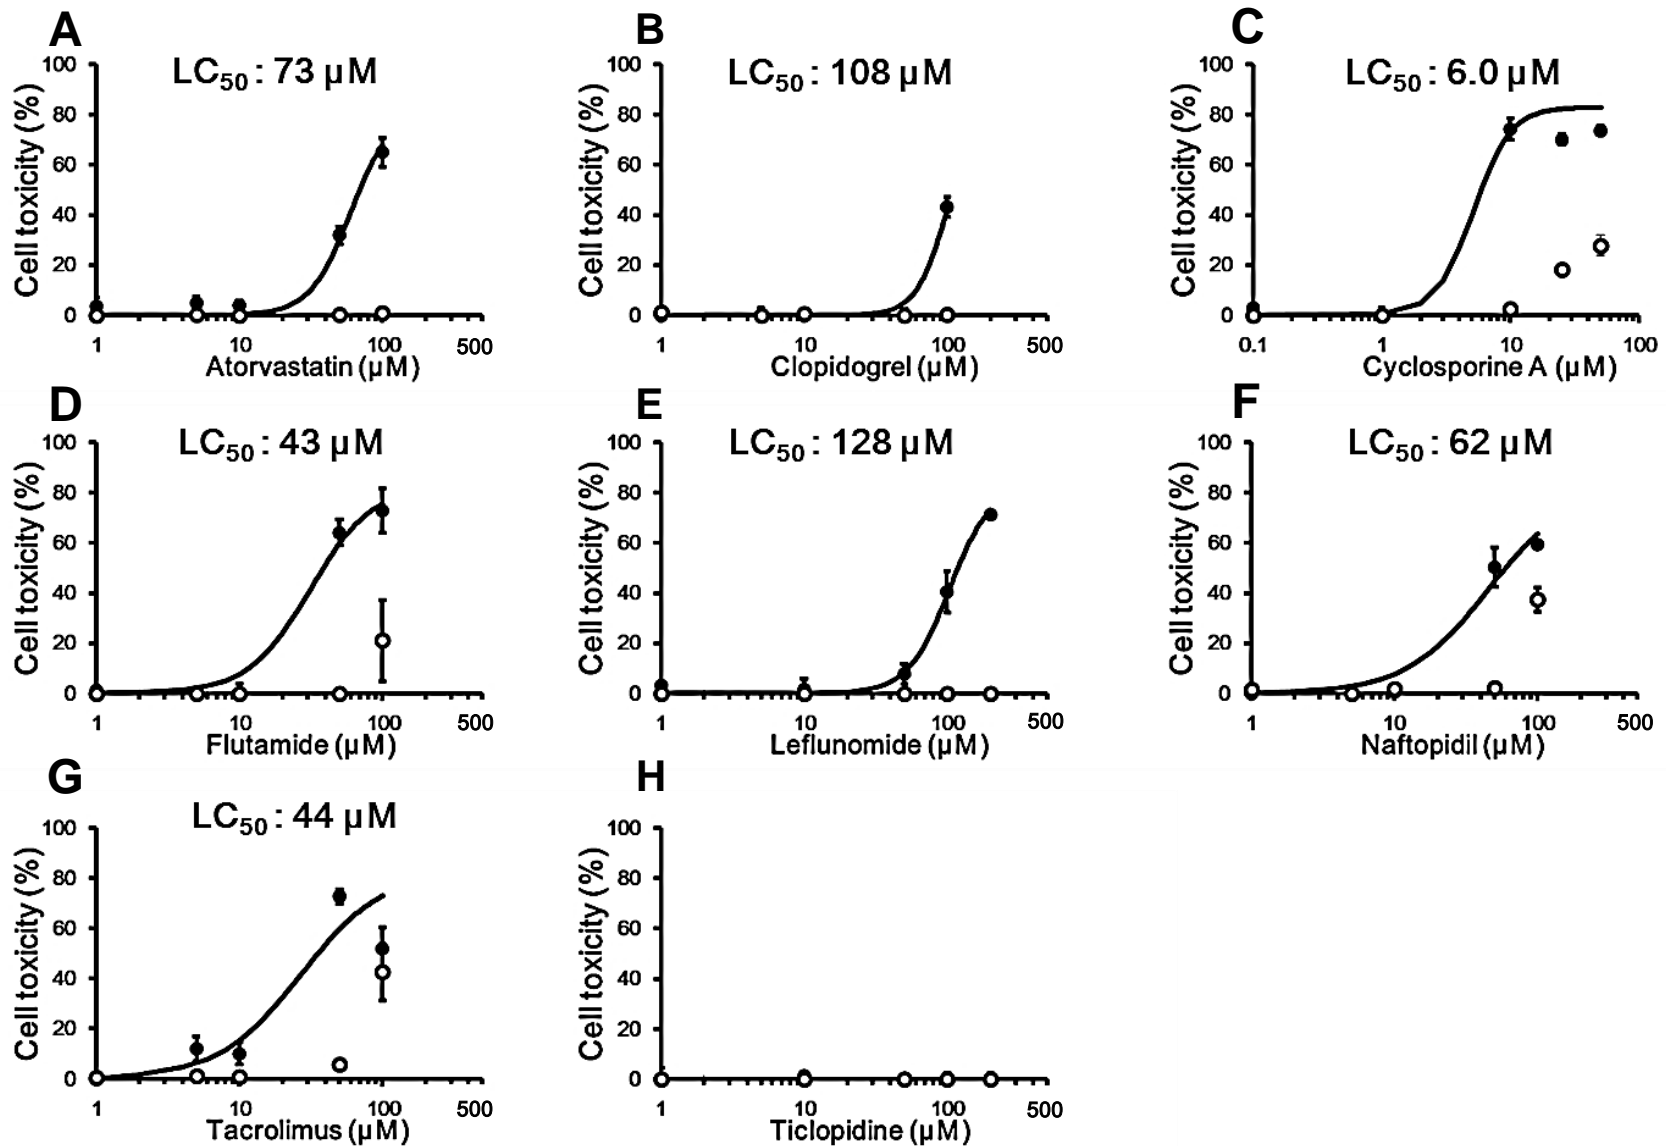 A
LC50 : 73 µM
Cell toxicity (%)
100
80
60
40
20
0
1
10
100
500
Atorvastatin (µM)
B
LC50 : 108 µM
Cell toxicity (%)
100
80
60
40
20
0
1
10
100
500
Clopidogrel (µM)
C
LC50 : 6.0 µM
Cell toxicity (%)
100
80
60
40
20
0
0.1
1
10
100
Cyclosporine A (µM)
D
LC50 : 43 µM
Cell toxicity (%)
100
80
60
40
20
0
1
10
100
500
Flutamide (µM)
E
LC50 : 128 µM
Cell toxicity (%)
100
80
60
40
20
0
1
10
100
500
Leflunomide (µM)
F
LC50 : 62 µM
Cell toxicity (%)
100
80
60
40
20
0
1
10
100
500
Naftopidil (µM)
G
LC50 : 44 µM
Cell toxicity (%)
100
80
60
40
20
0
1
10
100
500
Tacrolimus (µM)
H
Cell toxicity (%)
100
80
60
40
20
0
1
10
100
500
Ticlopidine (µM)